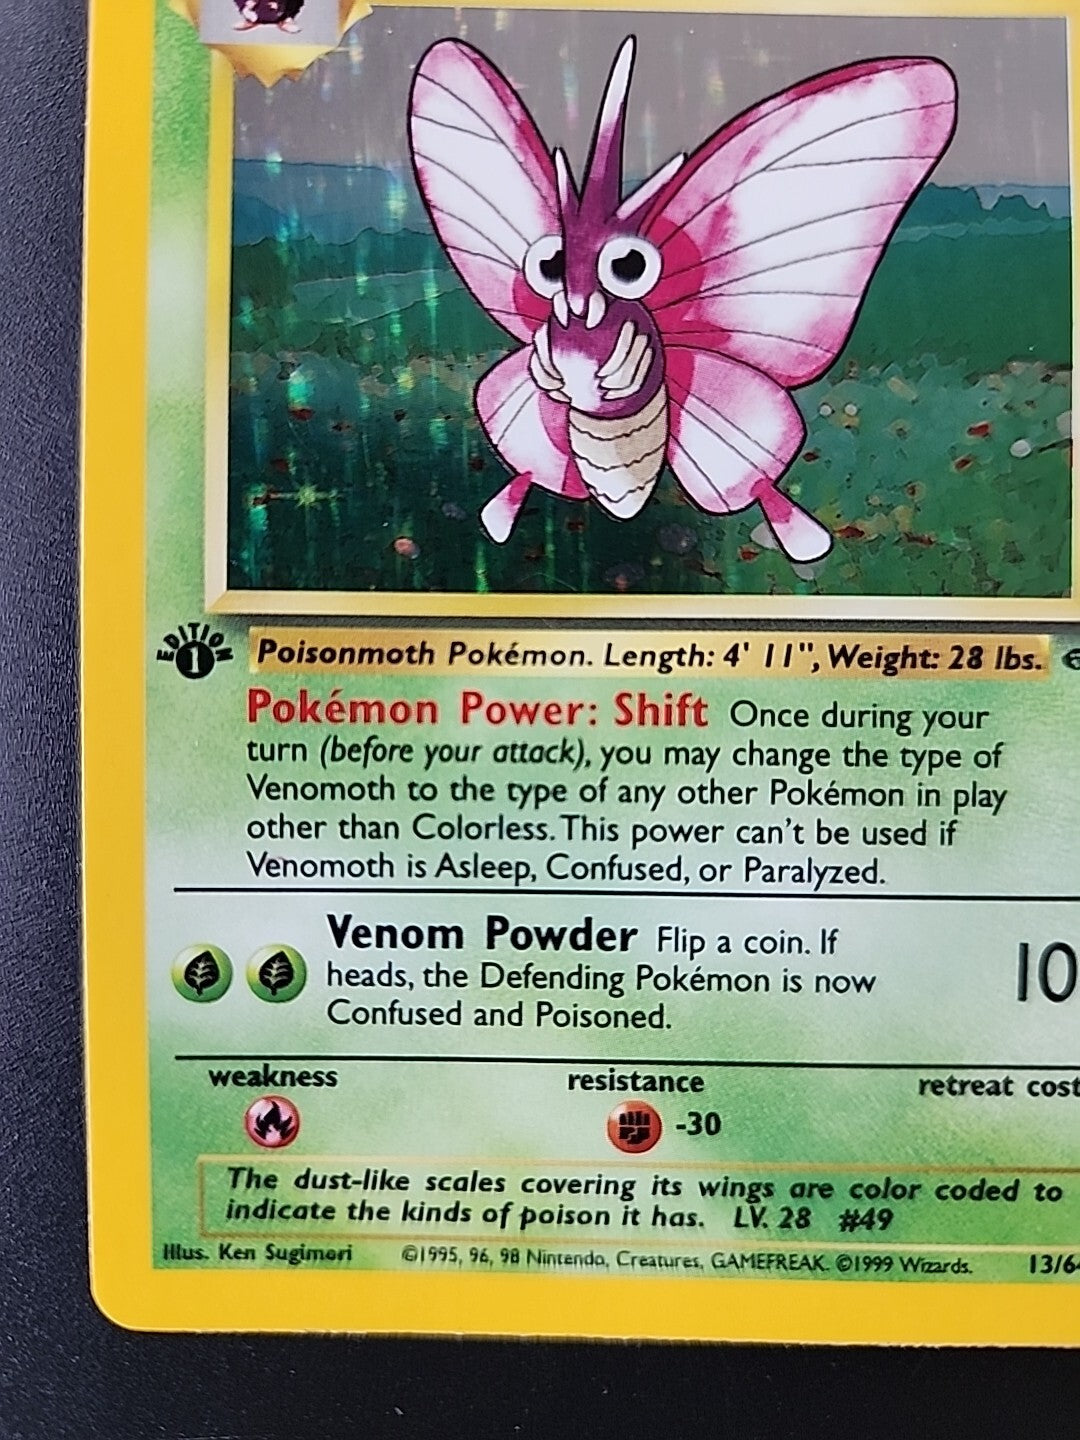 EDITION
1
Poisonmoth Pokémon. Length: 4' 11", Weight: 28 lbs.
Pokémon Power: Shift Once during your
turn (before your attack), you may change the type of
Venomoth to the type of any other Pokémon in play
other than Colorless. This power can't be used if
Venomoth is Asleep, Confused, or Paralyzed.
Venom Powder Flip a coin. If
heads, the Defending Pokémon is now
Confused and Poisoned.
10
weakness
resistance
retreat cost
-30
The dust-like scales covering its wings are color coded to
indicate the kinds of poison it has. LV. 28 #49
Illus. Ken Sugimori ©1995, 96, 98 Nintendo, Creatures, GAMEFREAK. ©1999 Wizards. 13/64